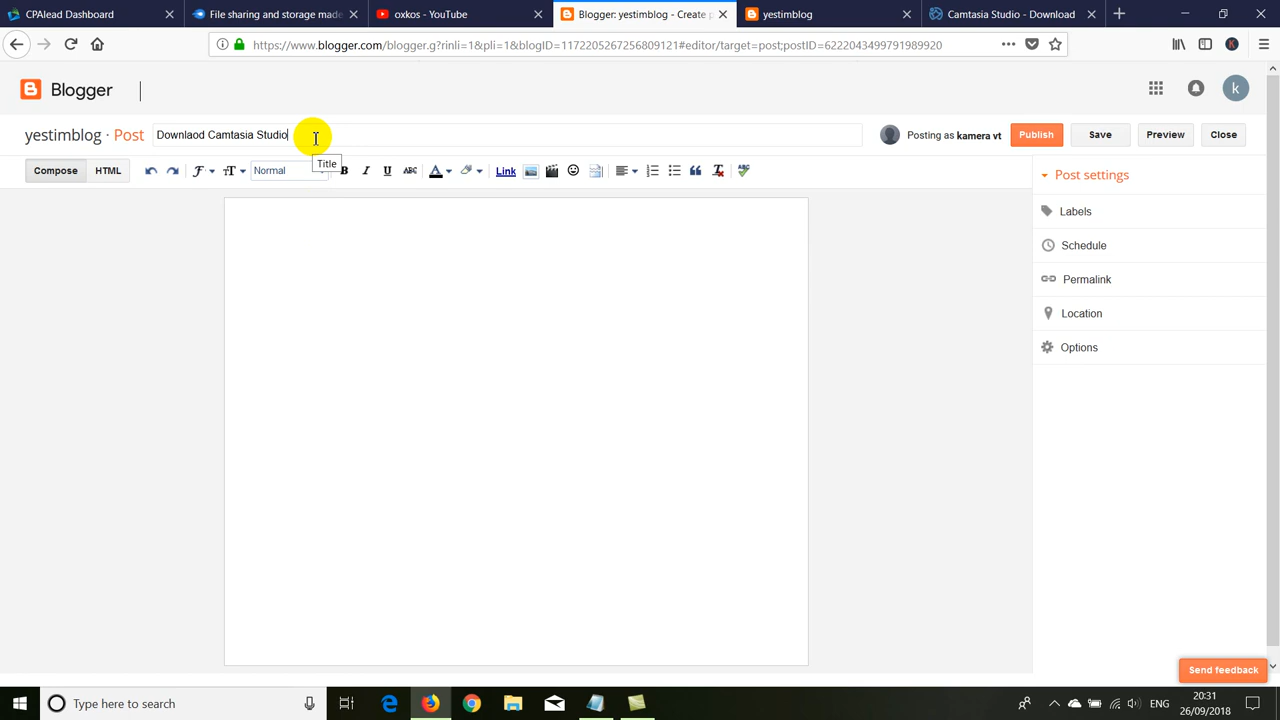 CPAlead Dashboard
File sharing and storage made
oxkos - YouTube
Blogger: yestimblog - Create p
yestimblog
Camtasia Studio - Download
https://www.blogger.com/blogger.g?rinli=1&pli=1&blogID=1172205267256809121#editor/target=post;postID=6222043499791989920
K
Blogger
k
yestimblog · Post
Downlaod Camtasia Studio
Posting as kamera vt
Publish
Save
Preview
Close
Title
Compose
HTML
Normal
B
I
U
ABC
A
Link
Post settings
Labels
Schedule
Permalink
Location
Options
Send feedback
Type here to search
ENG
20:31
26/09/2018